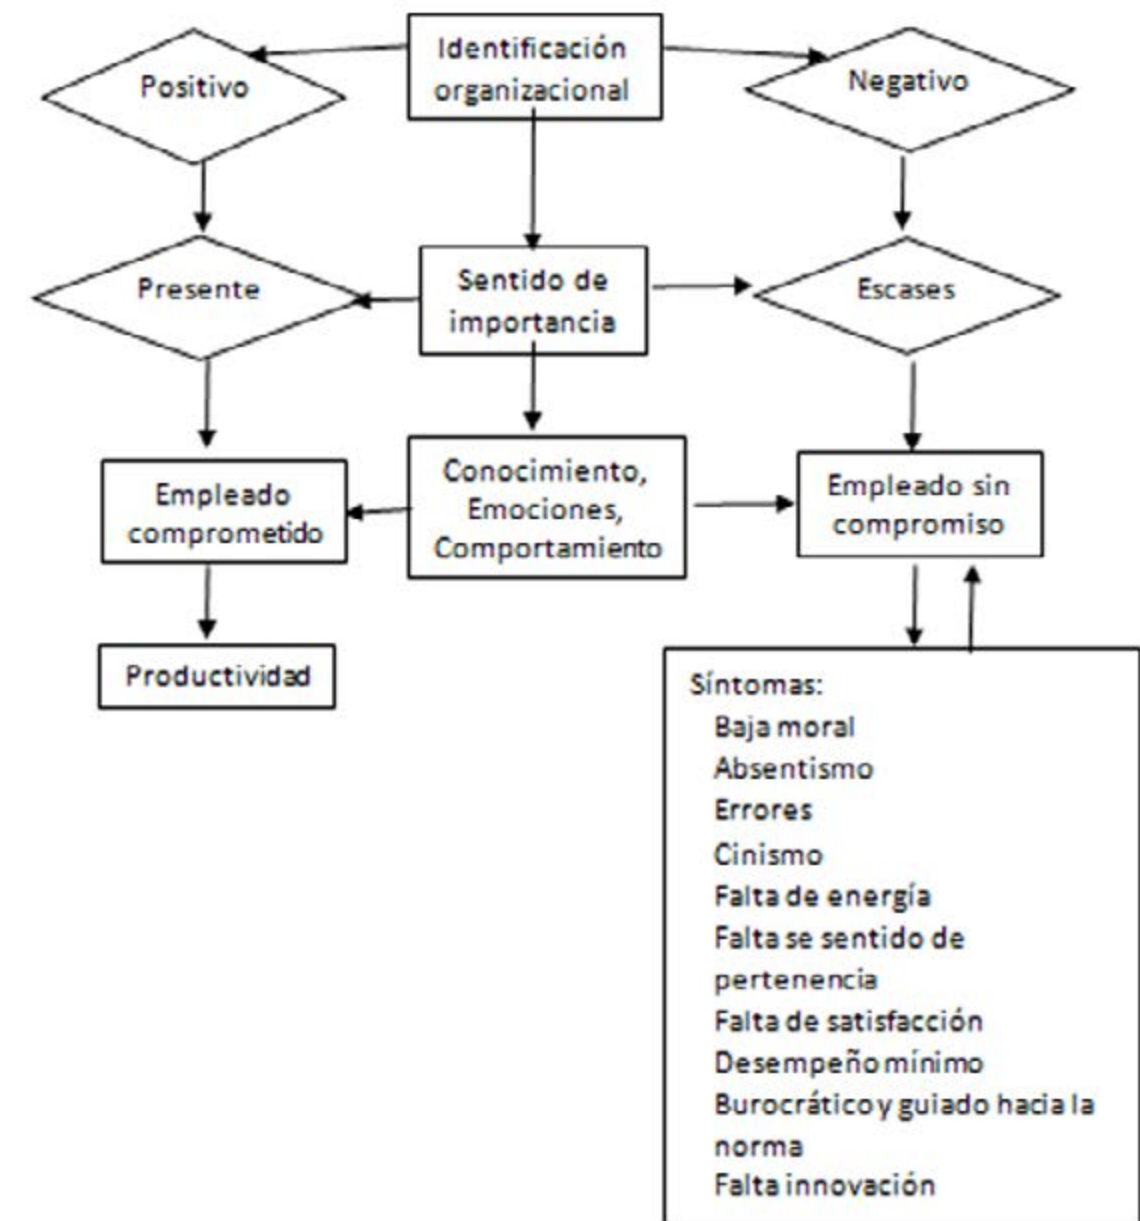 Positivo
Identificación
organizacional
Negativo
Presente
Sentido de
importancia
Escases
Empleado
comprometido
Conocimiento,
Emociones,
Comportamiento
Empleado sin
compromiso
Productividad
Síntomas:
Baja moral
Absentismo
Errores
Cinismo
Falta de energía
Falta se sentido de
pertenencia
Falta de satisfacción
Desempeño mínimo
Burocrático y guiado hacia la
norma
Falta innovación